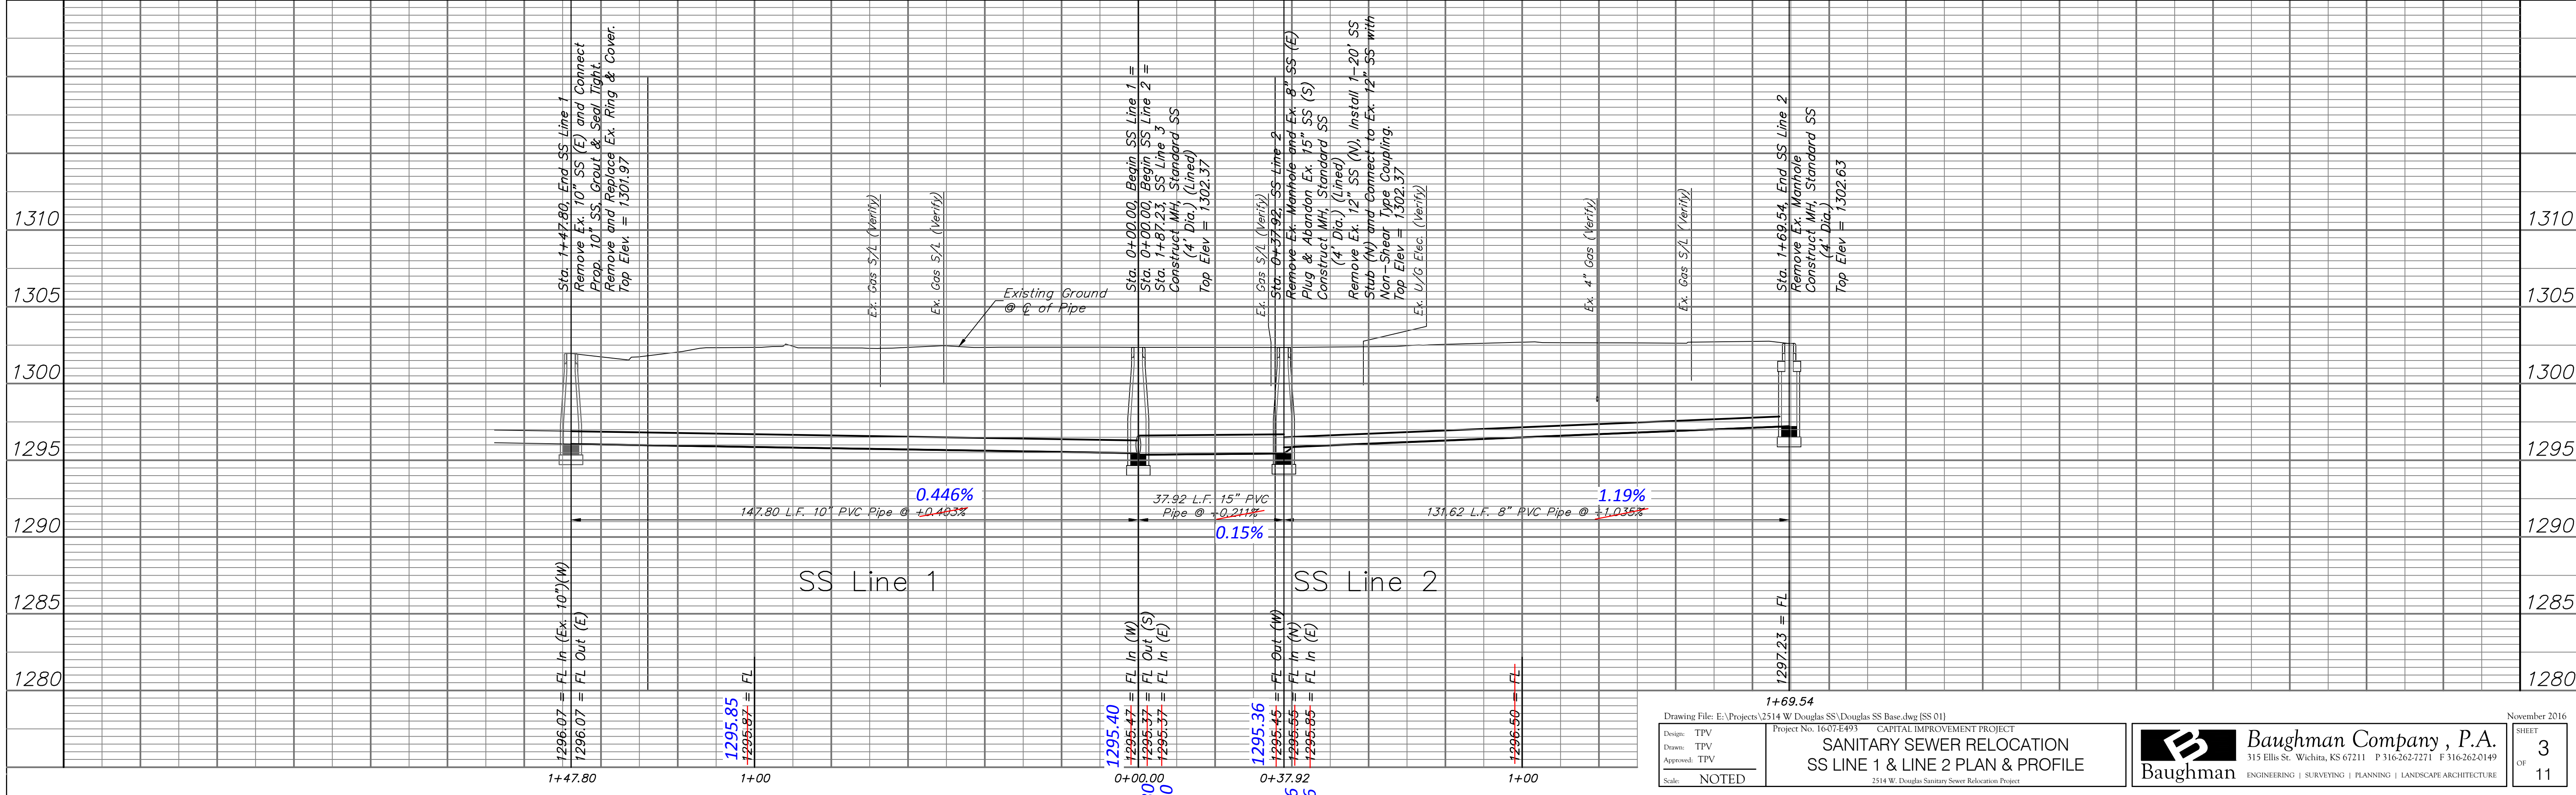 Sta. 1+47.80, End SS Line 1
Remove Ex. 10" SS (E) and Connect
Prop. 10" SS, Grout & Seal Tight.
Remove and Replace Ex. Ring & Cover.
Top Elev. = 1301.97
Ex. Gas S/L (Verify)
Ex. Gas S/L (Verify)
Existing Ground
@ ℄ of Pipe
Sta. 0+00.00, Begin SS Line 1 =
Sta. 0+00.00, Begin SS Line 2 =
Sta. 1+87.23, SS Line 3
Construct MH, Standard SS
(4' Dia.) (Lined)
Top Elev = 1302.37
Ex. Gas S/L (Verify)
Sta. 0+37.92, SS Line 2
Remove Ex. Manhole and Ex. 8" SS (E)
Plug & Abandon Ex. 15" SS (S)
Construct MH, Standard SS
(4' Dia.) (Lined)
Remove Ex. 12" SS (N), Install 1-20' SS
Stub (N) and Connect to Ex. 12" SS with
Non-Shear Type Coupling.
Top Elev = 1302.37
Ex. U/G Elec. (Verify)
Ex. 4" Gas (Verify)
Ex. Gas S/L (Verify)
Sta. 1+69.54, End SS Line 2
Remove Ex. Manhole
Construct MH, Standard SS
(4' Dia.)
Top Elev = 1302.63
1310 1310
1305 1305
1300 1300
1295 1295
1290 1290
1285 1285
1280 1280
0.446%
147.80 L.F. 10" PVC Pipe @ +0.403%
37.92 L.F. 15" PVC
Pipe @ +0.211%
0.15%
1.19%
131.62 L.F. 8" PVC Pipe @ +1.035%
SS Line 1
SS Line 2
1296.07 = FL In (Ex. 10")(W)
1296.07 = FL Out (E)
1295.85
1295.87 = FL
1295.40
1295.47 = FL In (W)
1295.37 = FL Out (S)
1295.37 = FL In (E)
1295.36
1295.45 = FL Out (W)
1295.55 = FL In (N)
1295.85 = FL In (E)
1296.50 = FL
1297.23 = FL
1+47.80
1+00
0+00.00
0+37.92
1+00
1+69.54
Drawing File: E:\Projects\2514 W Douglas SS\Douglas SS Base.dwg {SS 01}
November 2016
Design: TPV
Drawn: TPV
Approved: TPV
Scale: NOTED
Project No. 16-07-E493 CAPITAL IMPROVEMENT PROJECT
SANITARY SEWER RELOCATION
SS LINE 1 & LINE 2 PLAN & PROFILE
2514 W. Douglas Sanitary Sewer Relocation Project
Baughman
Baughman Company, P.A.
315 Ellis St. Wichita, KS 67211 P 316-262-7271 F 316-262-0149
ENGINEERING | SURVEYING | PLANNING | LANDSCAPE ARCHITECTURE
SHEET
3
OF
11